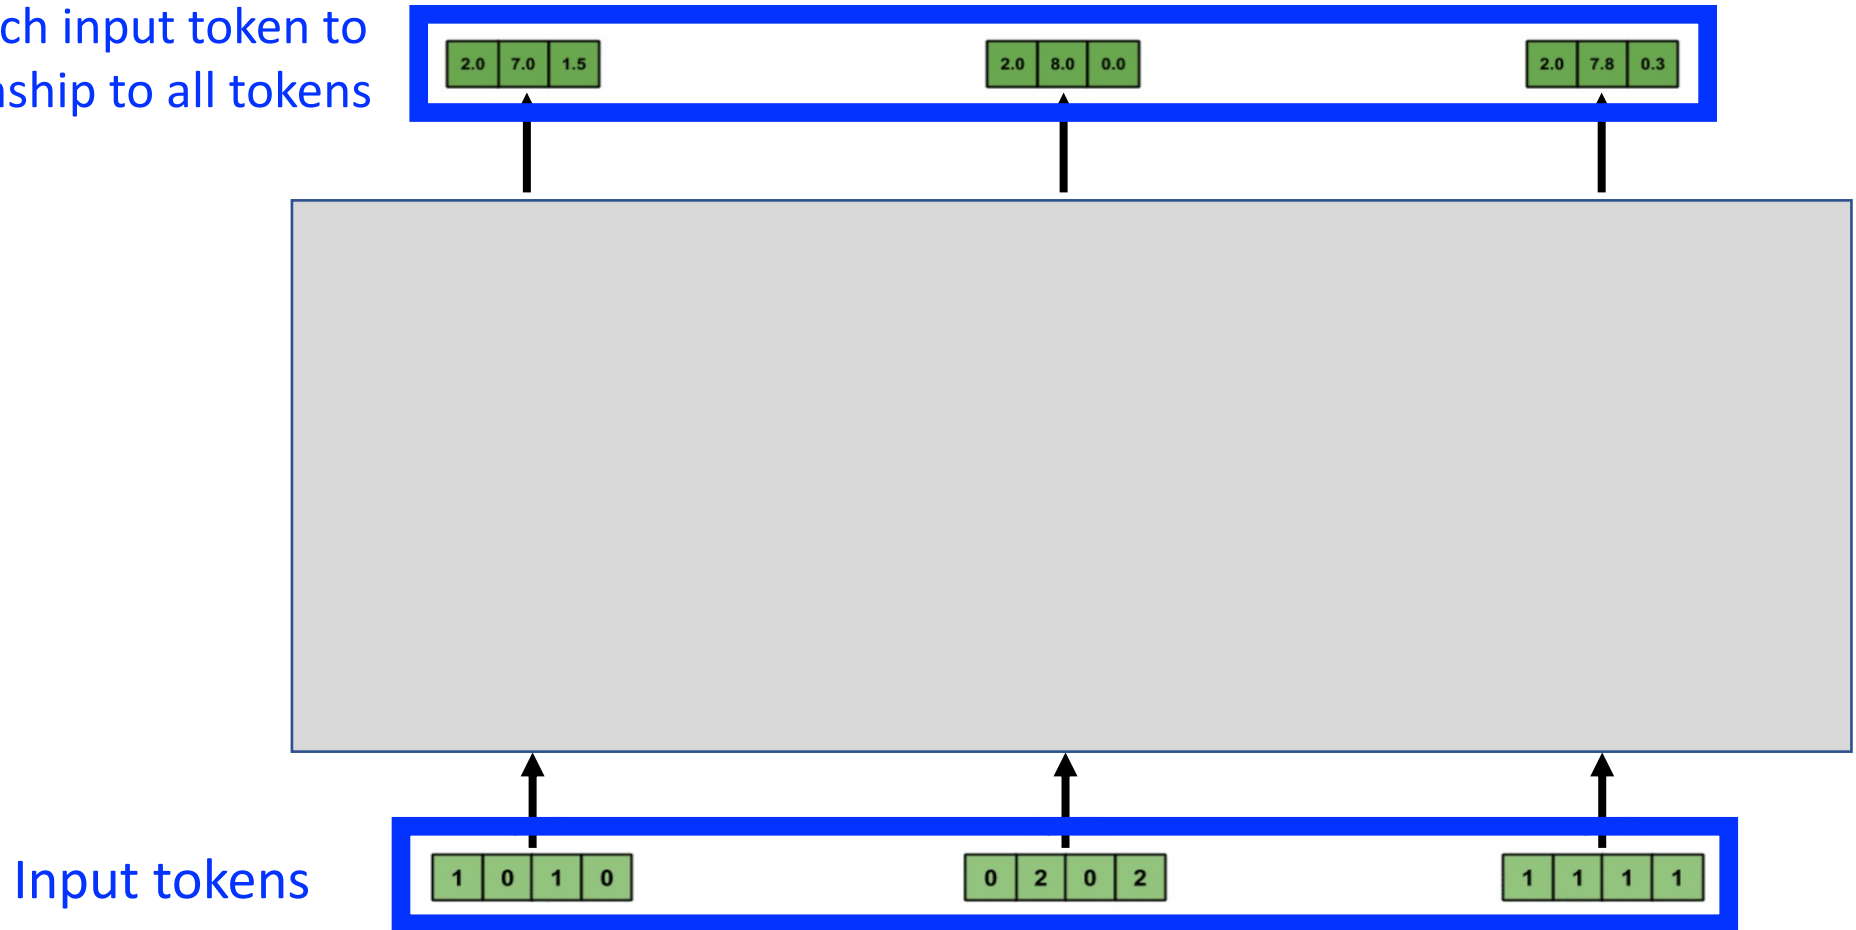 ch input token to
nship to all tokens
2.0 7.0 1.5
2.0 8.0 0.0
2.0 7.8 0.3
Input tokens
1 0 1 0
0 2 0 2
1 1 1 1